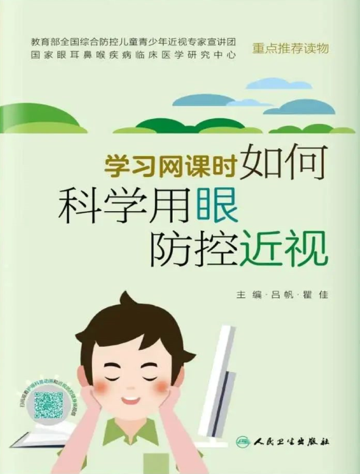 教育部全国综合防控儿童青少年近视专家宣讲团
国家眼耳鼻喉疾病临床医学研究中心
重点推荐读物
学习网课时如何
科学用眼
防控近视
主 编·吕 帆·瞿 佳
人民卫生出版社